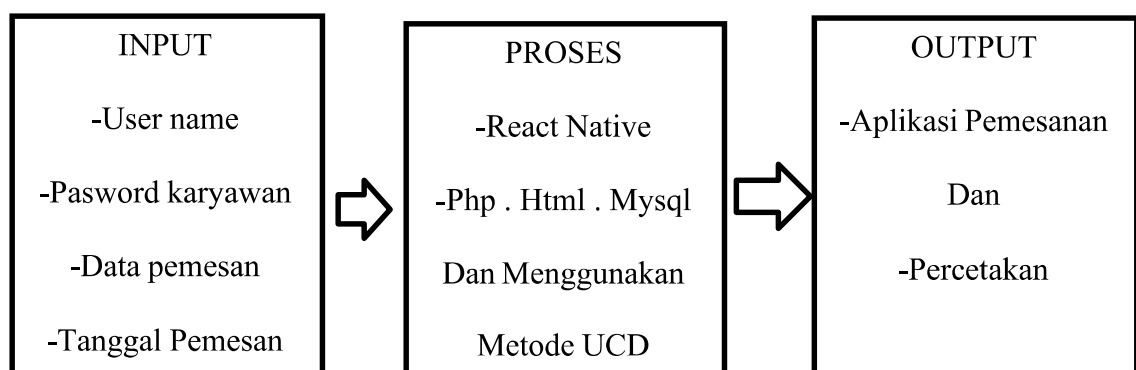 INPUT
-User name
-Pasword karyawan
-Data pemesan
-Tanggal Pemesan
PROSES
-React Native
-Php . Html . Mysql
Dan Menggunakan
Metode UCD
OUTPUT
-Aplikasi Pemesanan
Dan
-Percetakan